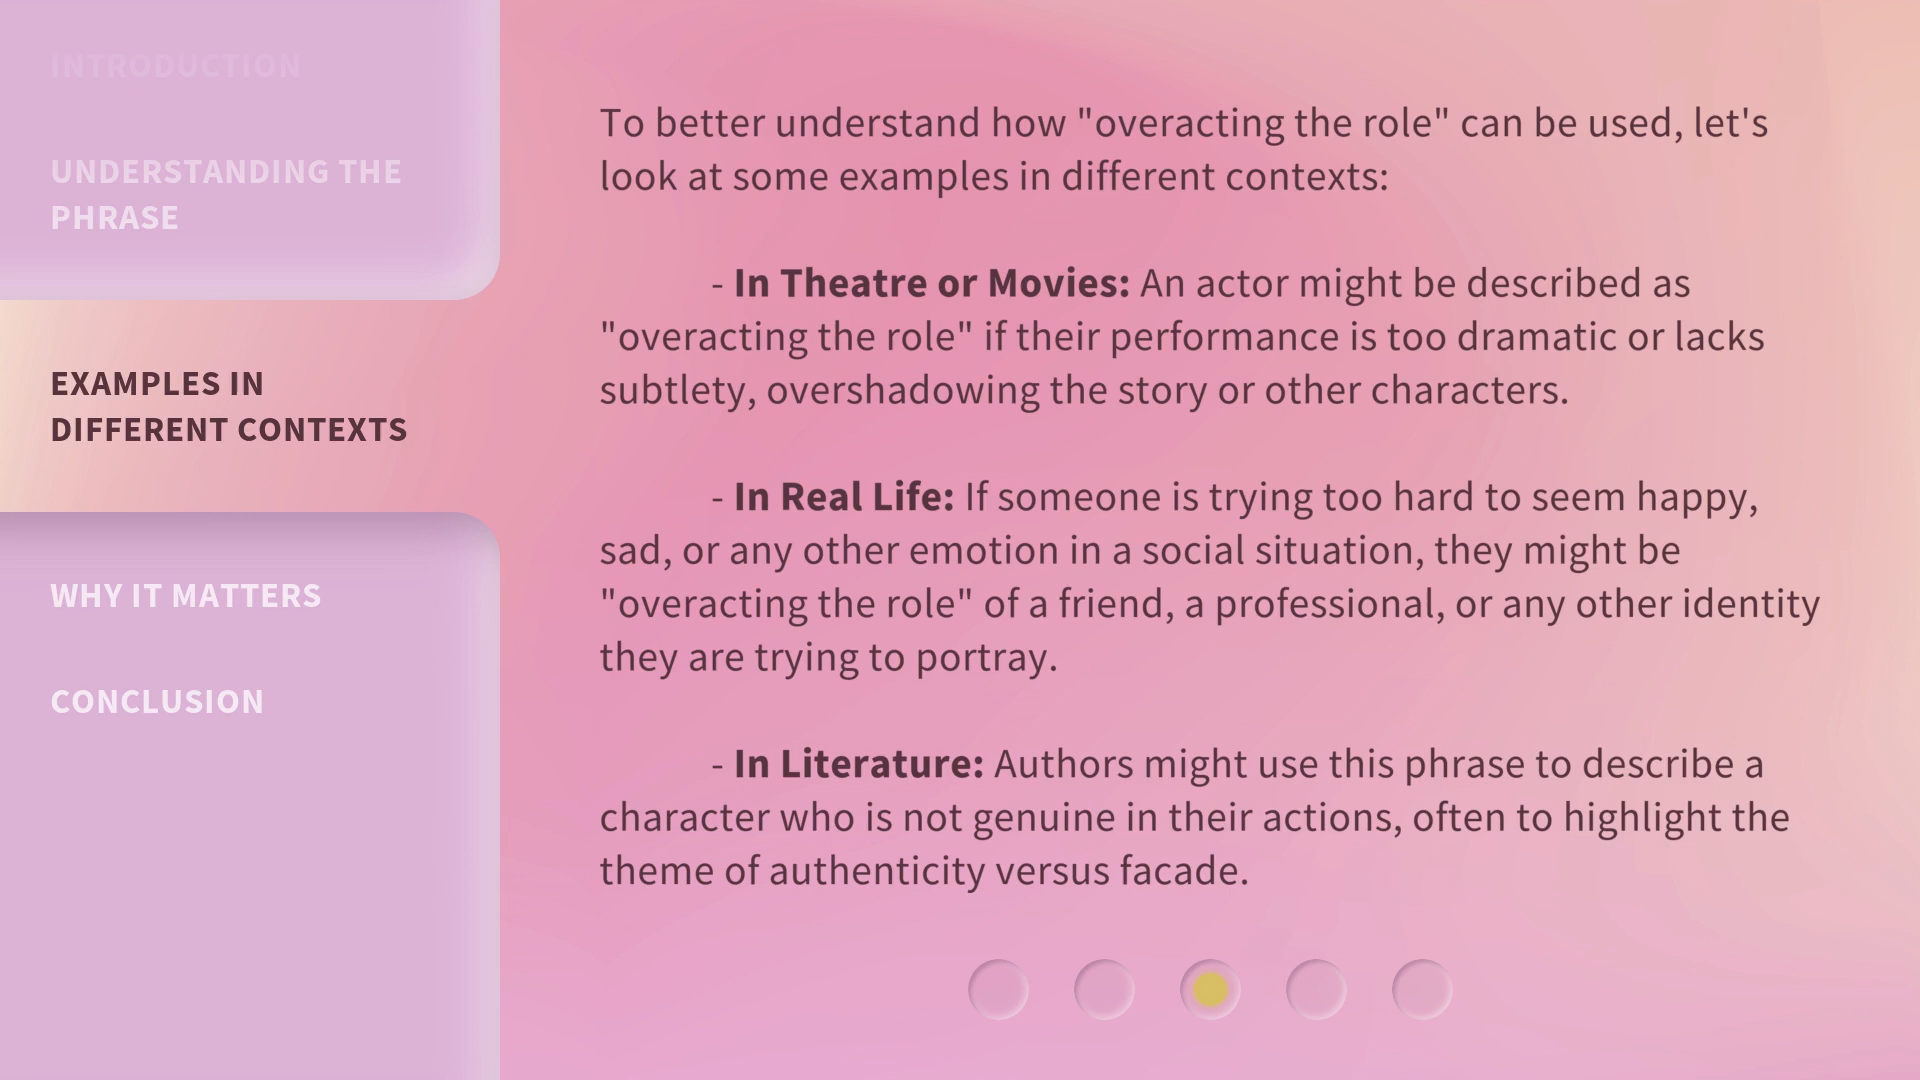 INTRODUCTION
UNDERSTANDING THE
PHRASE
EXAMPLES IN
DIFFERENT CONTEXTS
WHY IT MATTERS
CONCLUSION
To better understand how "overacting the role" can be used, let's
look at some examples in different contexts:
- In Theatre or Movies: An actor might be described as
"overacting the role" if their performance is too dramatic or lacks
subtlety, overshadowing the story or other characters.
- In Real Life: If someone is trying too hard to seem happy,
sad, or any other emotion in a social situation, they might be
"overacting the role" of a friend, a professional, or any other identity
they are trying to portray.
- In Literature: Authors might use this phrase to describe a
character who is not genuine in their actions, often to highlight the
theme of authenticity versus facade.